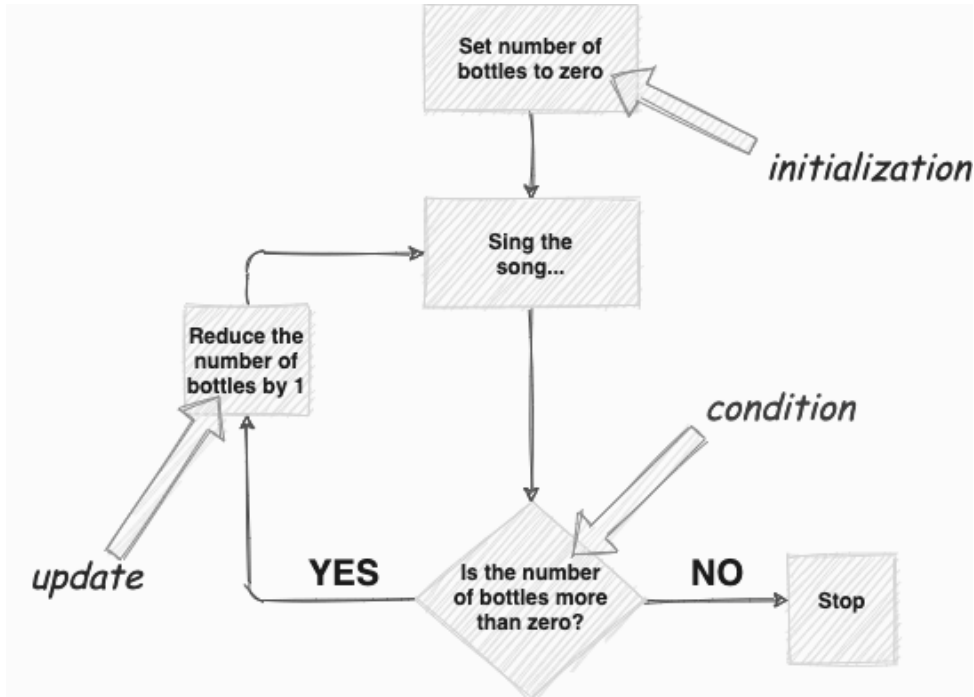 Set number of
bottles to zero
initialization
Sing the
song...
Reduce the
number of
bottles by 1
condition
update
YES
Is the number
of bottles more
than zero?
NO
Stop